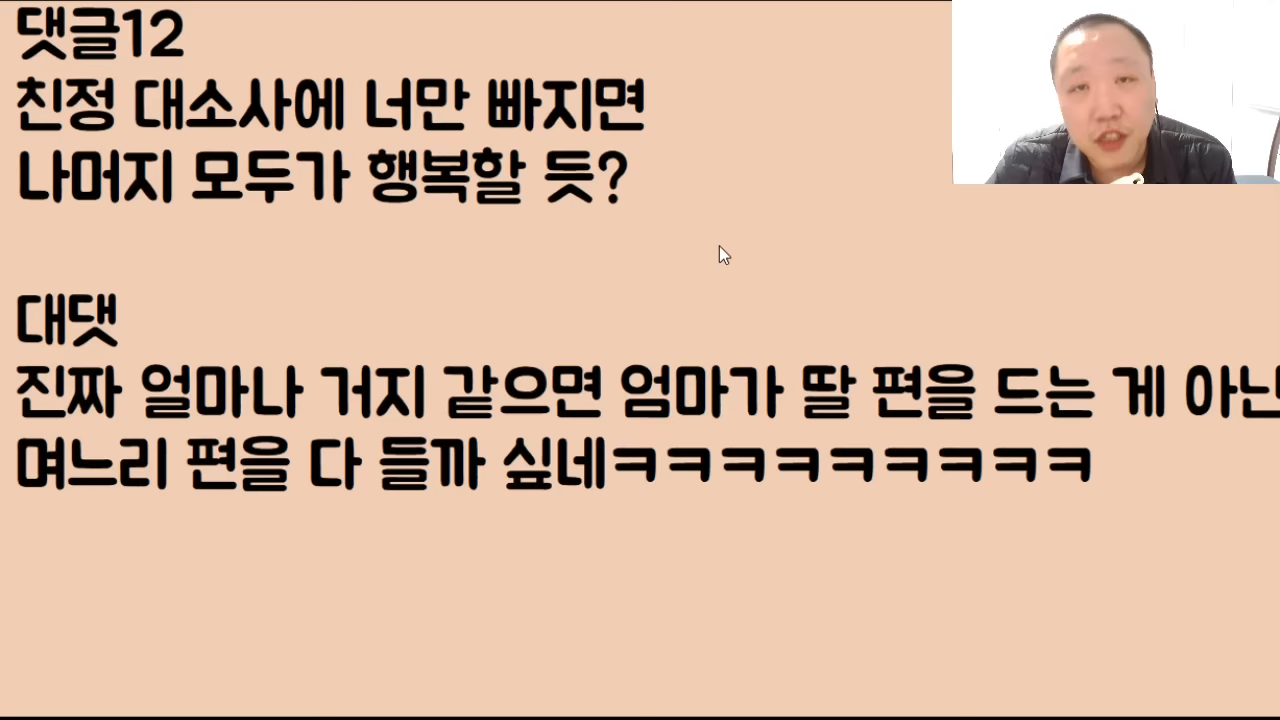 댓글12
친정 대소사에 너만 빠지면
나머지 모두가 행복할 듯?
대댓
진짜 얼마나 거지 같으면 엄마가 딸 편을 드는 게 아닌
며느리 편을 다 들까 싶네ㅋㅋㅋㅋㅋㅋㅋㅋㅋ